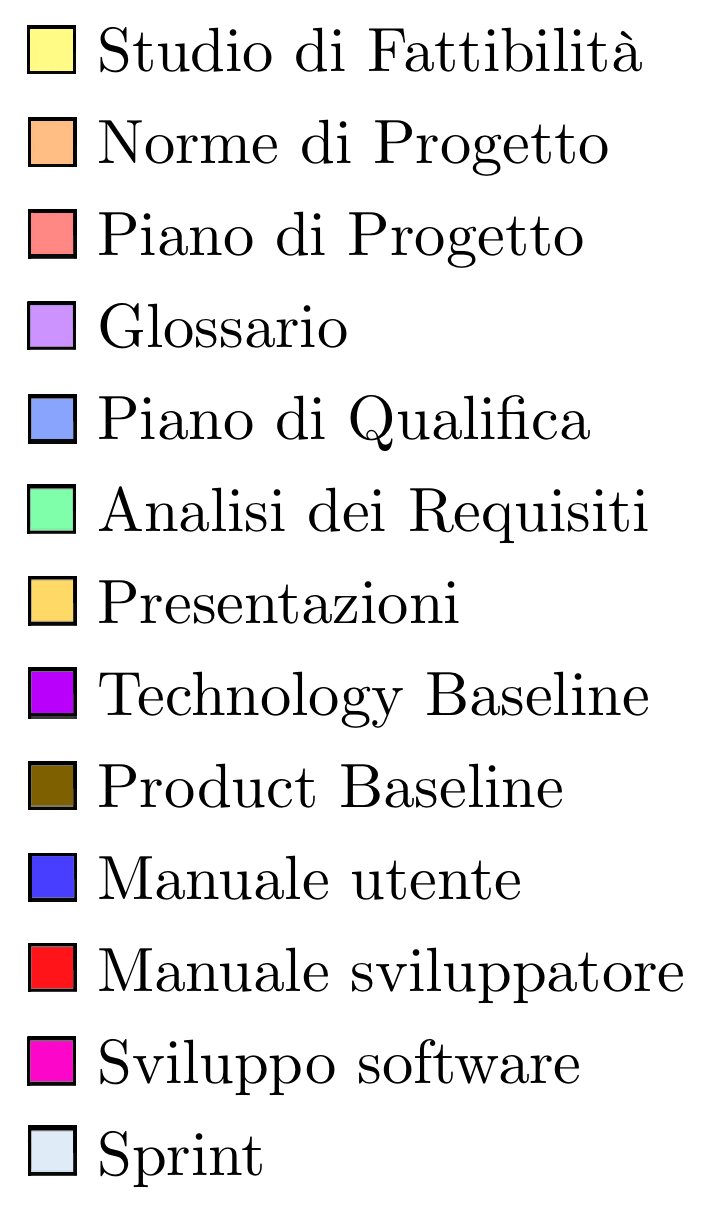 Studio di Fattibilità
Norme di Progetto
Piano di Progetto
Glossario
Piano di Qualifica
Analisi dei Requisiti
Presentazioni
Technology Baseline
Product Baseline
Manuale utente
Manuale sviluppatore
Sviluppo software
Sprint